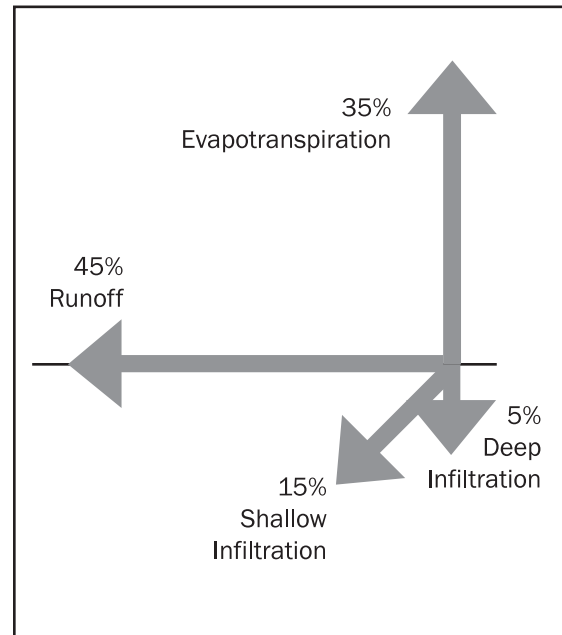 35%
Evapotranspiration
45%
Runoff
5%
Deep
Infiltration
15%
Shallow
Infiltration